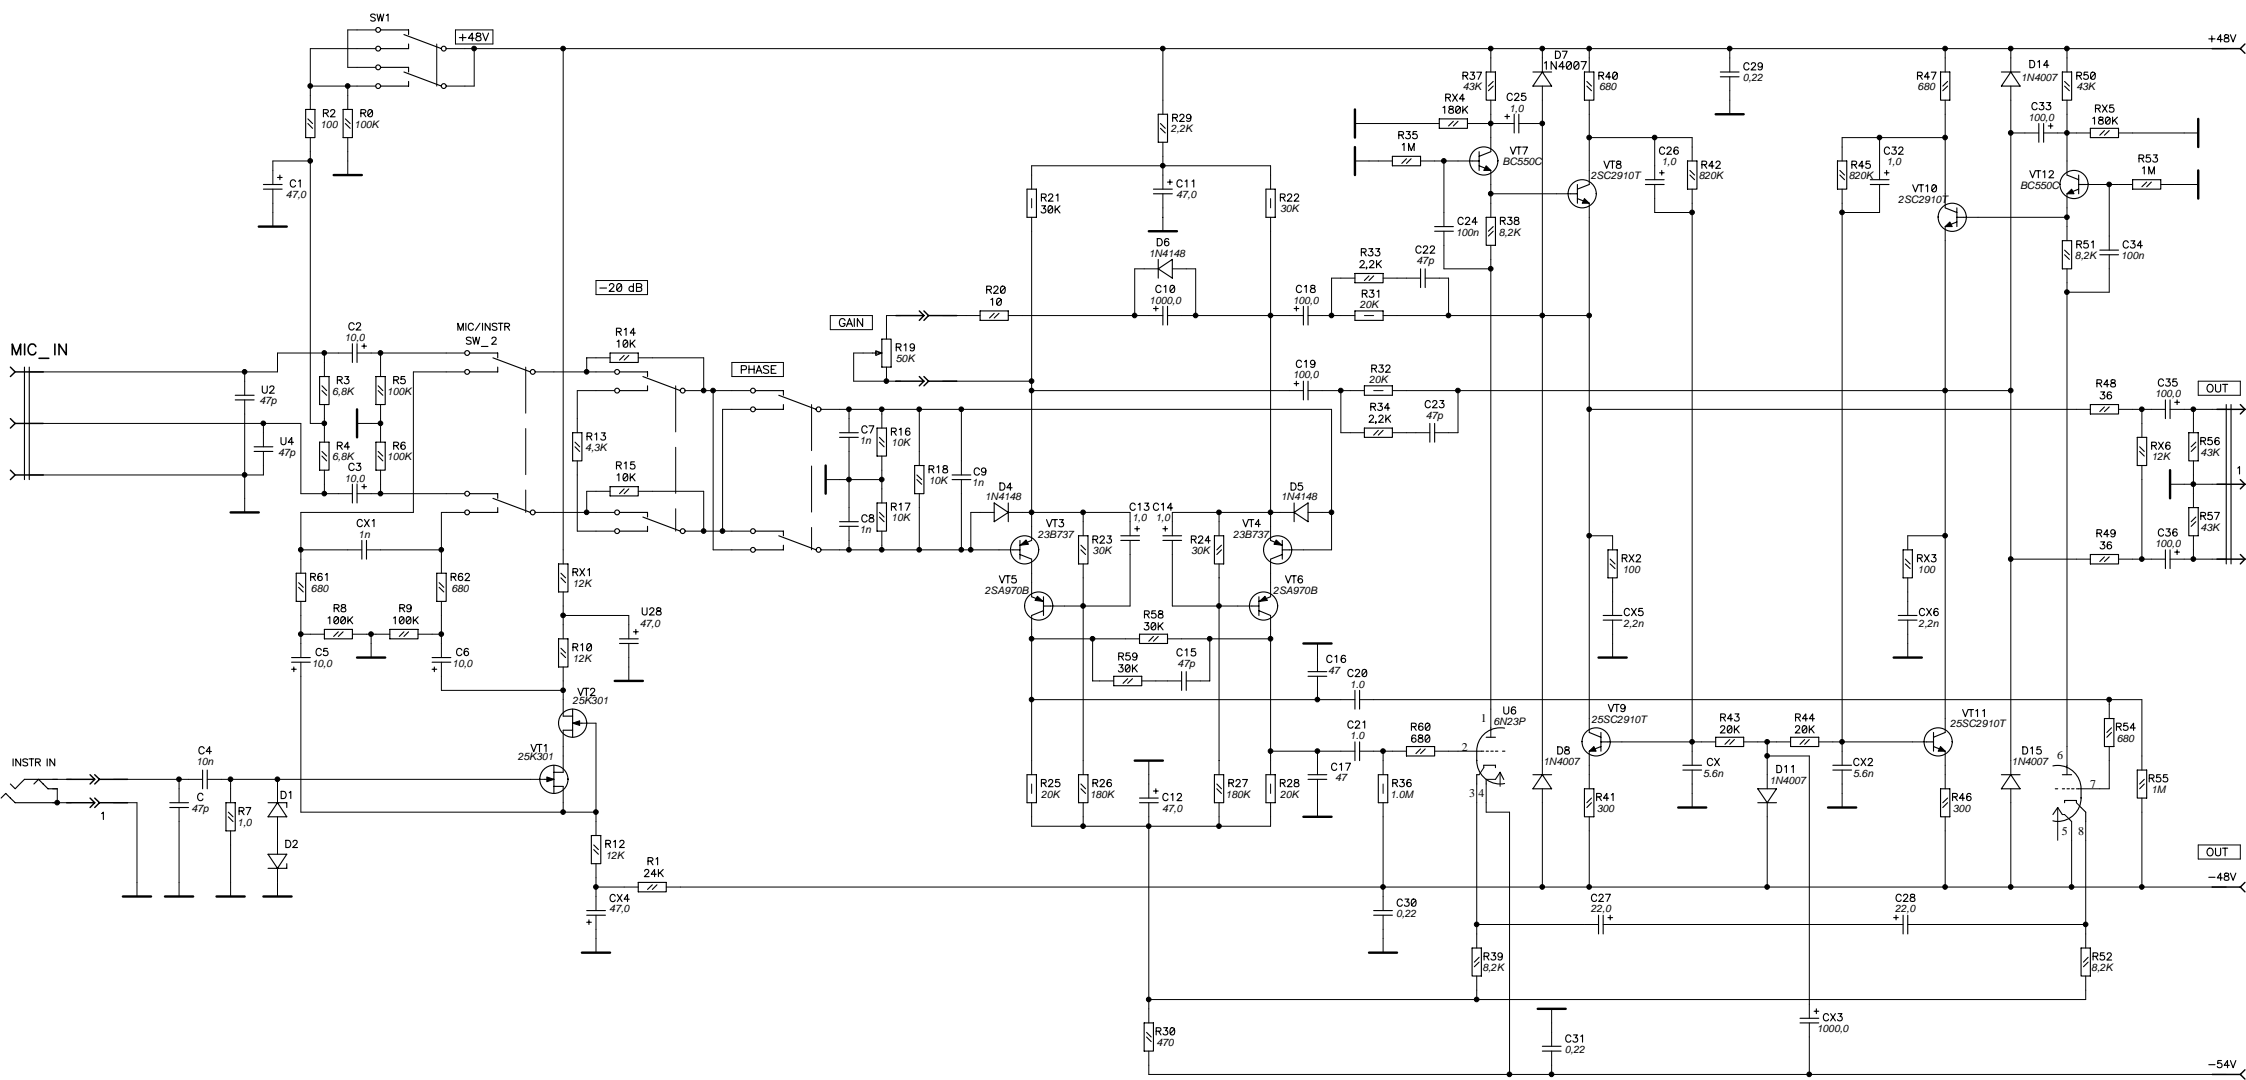 SW1
+48V
+48V
R2
100
R0
100K
C1
47,0
R29
2,2K
R21
30K
C11
47,0
R22
30K
D6
1N4148
C10
1000,0
R20
10
C18
100,0
R33
2,2K
C22
47p
R31
20K
R37
43K
RX4
180K
C25
1,0
R35
1M
VT7
BC550C
D7
1N4007
R40
680
VT8
2SC2910T
C24
100n
R38
8,2K
C26
1,0
R42
820K
C29
0,22
R47
680
R45
820K
C32
1,0
VT10
2SC2910T
D14
1N4007
R50
43K
C33
100,0
RX5
180K
R53
1M
VT12
BC550C
R51
8,2K
C34
100n
-20 dB
GAIN
R19
50K
MIC_IN
U2
47p
U4
47p
C2
10,0
R3
6,8K
R5
100K
R4
6,8K
R6
100K
C3
10,0
MIC/INSTR
SW_2
R14
10K
R13
4,3K
R15
10K
PHASE
C7
1n
R16
10K
C8
1n
R17
10K
R18
10K
C9
1n
D4
1N4148
D5
1N4148
C19
100,0
R32
20K
R34
2,2K
C23
47p
VT3
23B737
R23
30K
C13
1,0
C14
1,0
R24
30K
VT4
23B737
VT5
2SA970B
VT6
2SA970B
R58
30K
R59
30K
C15
47p
C16
47
C20
1.0
C21
1.0
R60
680
C17
47
R36
1.0M
R25
20K
R26
180K
C12
47,0
R27
180K
R28
20K
CX1
1n
R61
680
R62
680
R8
100K
R9
100K
C5
10,0
C6
10,0
RX1
12K
R10
12K
U28
47,0
VT2
25K301
VT1
25K301
INSTR IN
1
C4
10n
C
47p
R7
1,0
D1
D2
R12
12K
R1
24K
CX4
47,0
U6
6N23P
1
2
3
4
D8
1N4007
VT9
25SC2910T
R41
300
RX2
100
CX5
2,2n
RX3
100
CX6
2,2n
CX
5.6n
R43
20K
R44
20K
D11
1N4007
CX2
5.6n
VT11
25SC2910T
R46
300
D15
1N4007
6
7
5
8
R54
680
R55
1M
R48
36
C35
100,0
RX6
12K
R56
43K
R57
43K
R49
36
C36
100,0
OUT
1
OUT
-48V
C30
0,22
C27
22,0
C28
22,0
R39
8,2K
R52
8,2K
R30
470
C31
0,22
CX3
1000,0
-54V